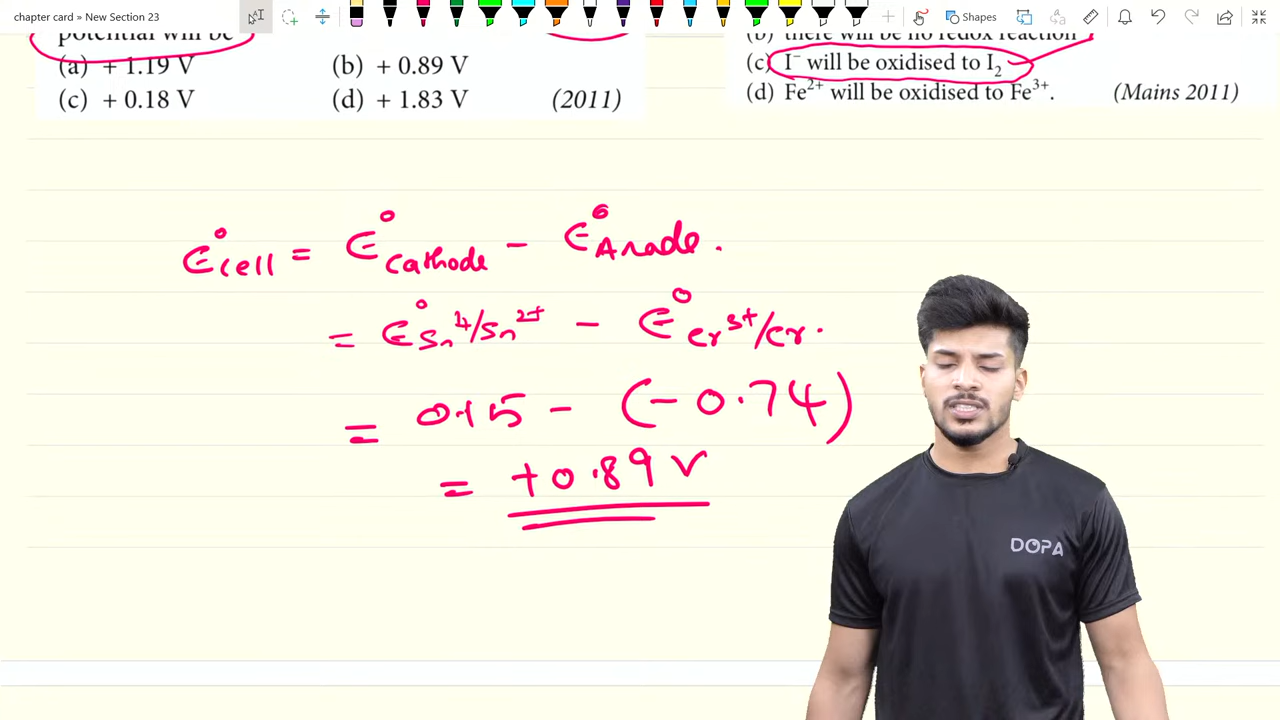 chapter card » New Section 23
Shapes
potential will be
(a) + 1.19 V (b) + 0.89 V
(c) + 0.18 V (d) + 1.83 V (2011)
(b) there will be no redox reaction
(c) I⁻ will be oxidised to I₂
(d) Fe²⁺ will be oxidised to Fe³⁺. (Mains 2011)
E°cell = E°Cathode - E°Anode.
= E°Sn⁴⁺/Sn²⁺ - E°Cr³⁺/Cr.
= 0.15 - (-0.74)
= +0.89 V
DOPA